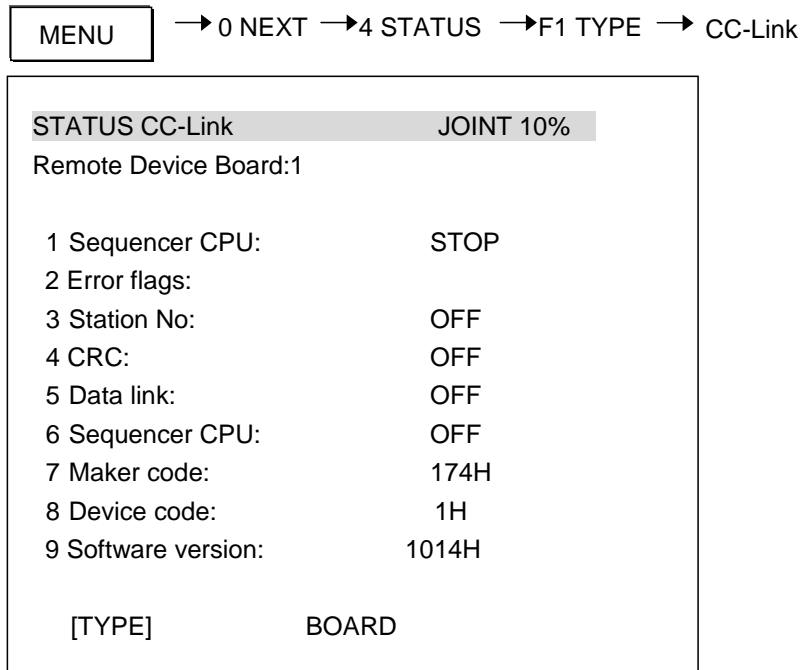 MENU → 0 NEXT → 4 STATUS → F1 TYPE → CC-Link
STATUS CC-Link JOINT 10%
Remote Device Board:1
1 Sequencer CPU: STOP
2 Error flags:
3 Station No: OFF
4 CRC: OFF
5 Data link: OFF
6 Sequencer CPU: OFF
7 Maker code: 174H
8 Device code: 1H
9 Software version: 1014H
[TYPE] BOARD